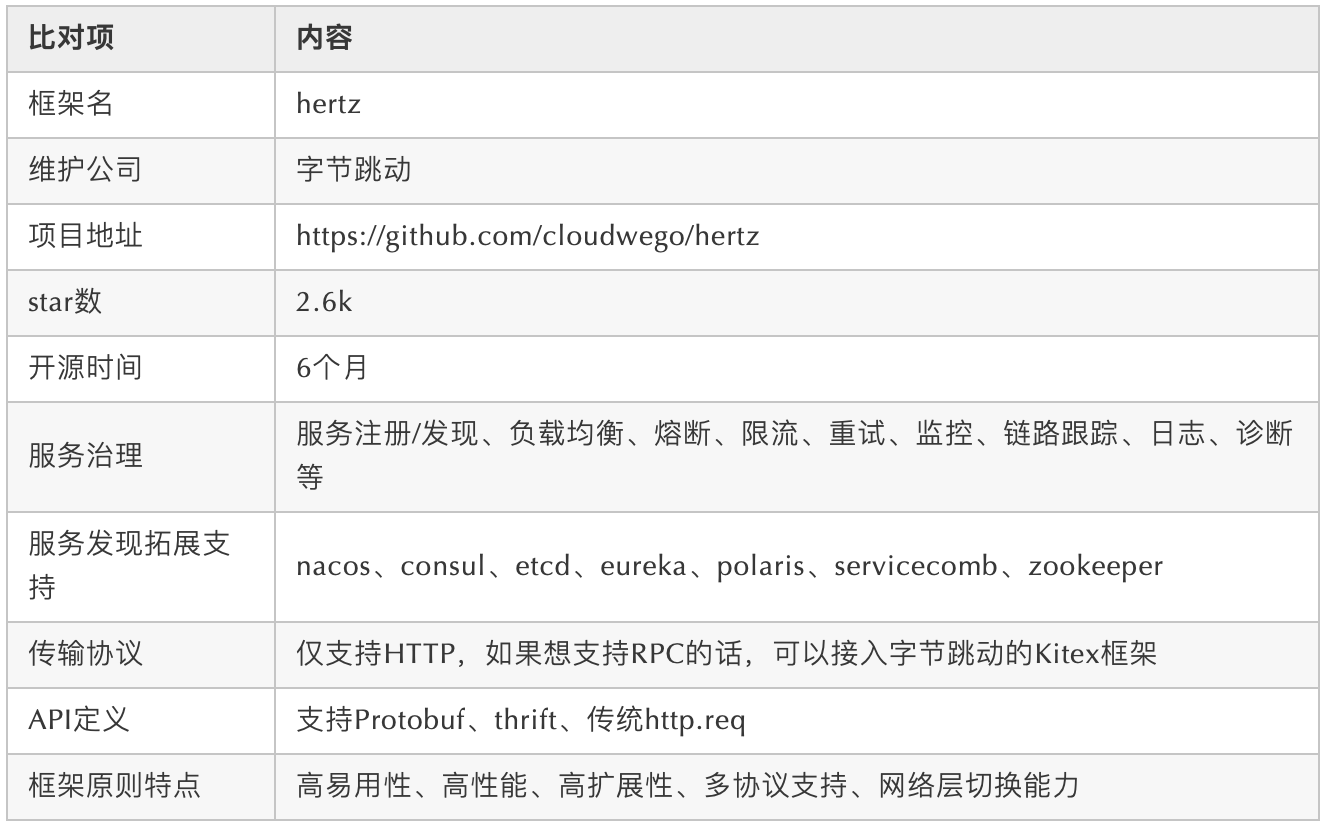 比对项 内容
框架名 hertz
维护公司 字节跳动
项目地址 https://github.com/cloudwego/hertz
star数 2.6k
开源时间 6个月
服务治理 服务注册/发现、负载均衡、熔断、限流、重试、监控、链路跟踪、日志、诊断
等
服务发现拓展支
持
nacos、consul、etcd、eureka、polaris、servicecomb、zookeeper
传输协议 仅支持HTTP，如果想支持RPC的话，可以接入字节跳动的Kitex框架
API定义 支持Protobuf、thrift、传统http.req
框架原则特点 高易用性、高性能、高扩展性、多协议支持、网络层切换能力